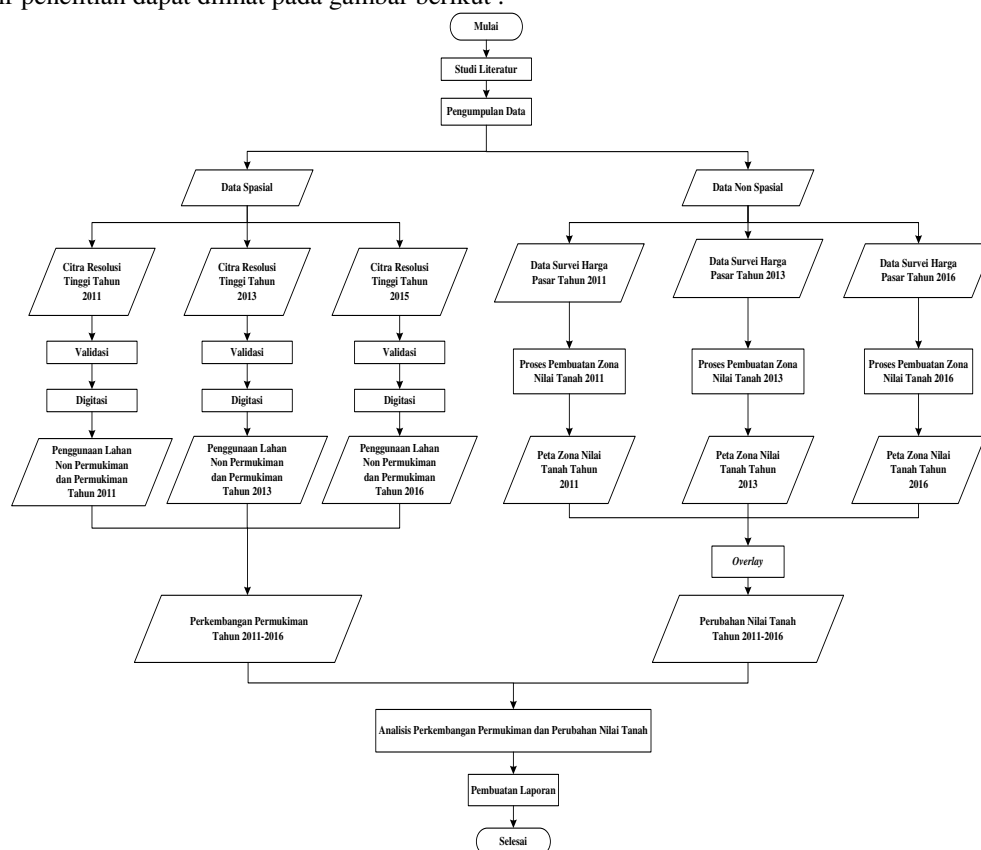 penelitian dapat dilihat pada gambar berikut :
Mulai
Studi Literatur
Pengumpulan Data
Data Spasial
Data Non Spasial
Citra Resolusi
Tinggi Tahun
2011
Citra Resolusi
Tinggi Tahun
2013
Citra Resolusi
Tinggi Tahun
2015
Data Survei Harga
Pasar Tahun 2011
Data Survei Harga
Pasar Tahun 2013
Data Survei Harga
Pasar Tahun 2016
Validasi
Validasi
Validasi
Proses Pembuatan Zona
Nilai Tanah 2011
Proses Pembuatan Zona
Nilai Tanah 2013
Proses Pembuatan Zona
Nilai Tanah 2016
Digitasi
Digitasi
Digitasi
Penggunaan Lahan
Non Permukiman
dan Permukiman
Tahun 2011
Penggunaan Lahan
Non Permukiman
dan Permukiman
Tahun 2013
Penggunaan Lahan
Non Permukiman
dan Permukiman
Tahun 2016
Peta Zona Nilai
Tanah Tahun
2011
Peta Zona Nilai
Tanah Tahun
2013
Peta Zona Nilai
Tanah Tahun
2016
Overlay
Perkembangan Permukiman
Tahun 2011-2016
Perubahan Nilai Tanah
Tahun 2011-2016
Analisis Perkembangan Permukiman dan Perubahan Nilai Tanah
Pembuatan Laporan
Selesai